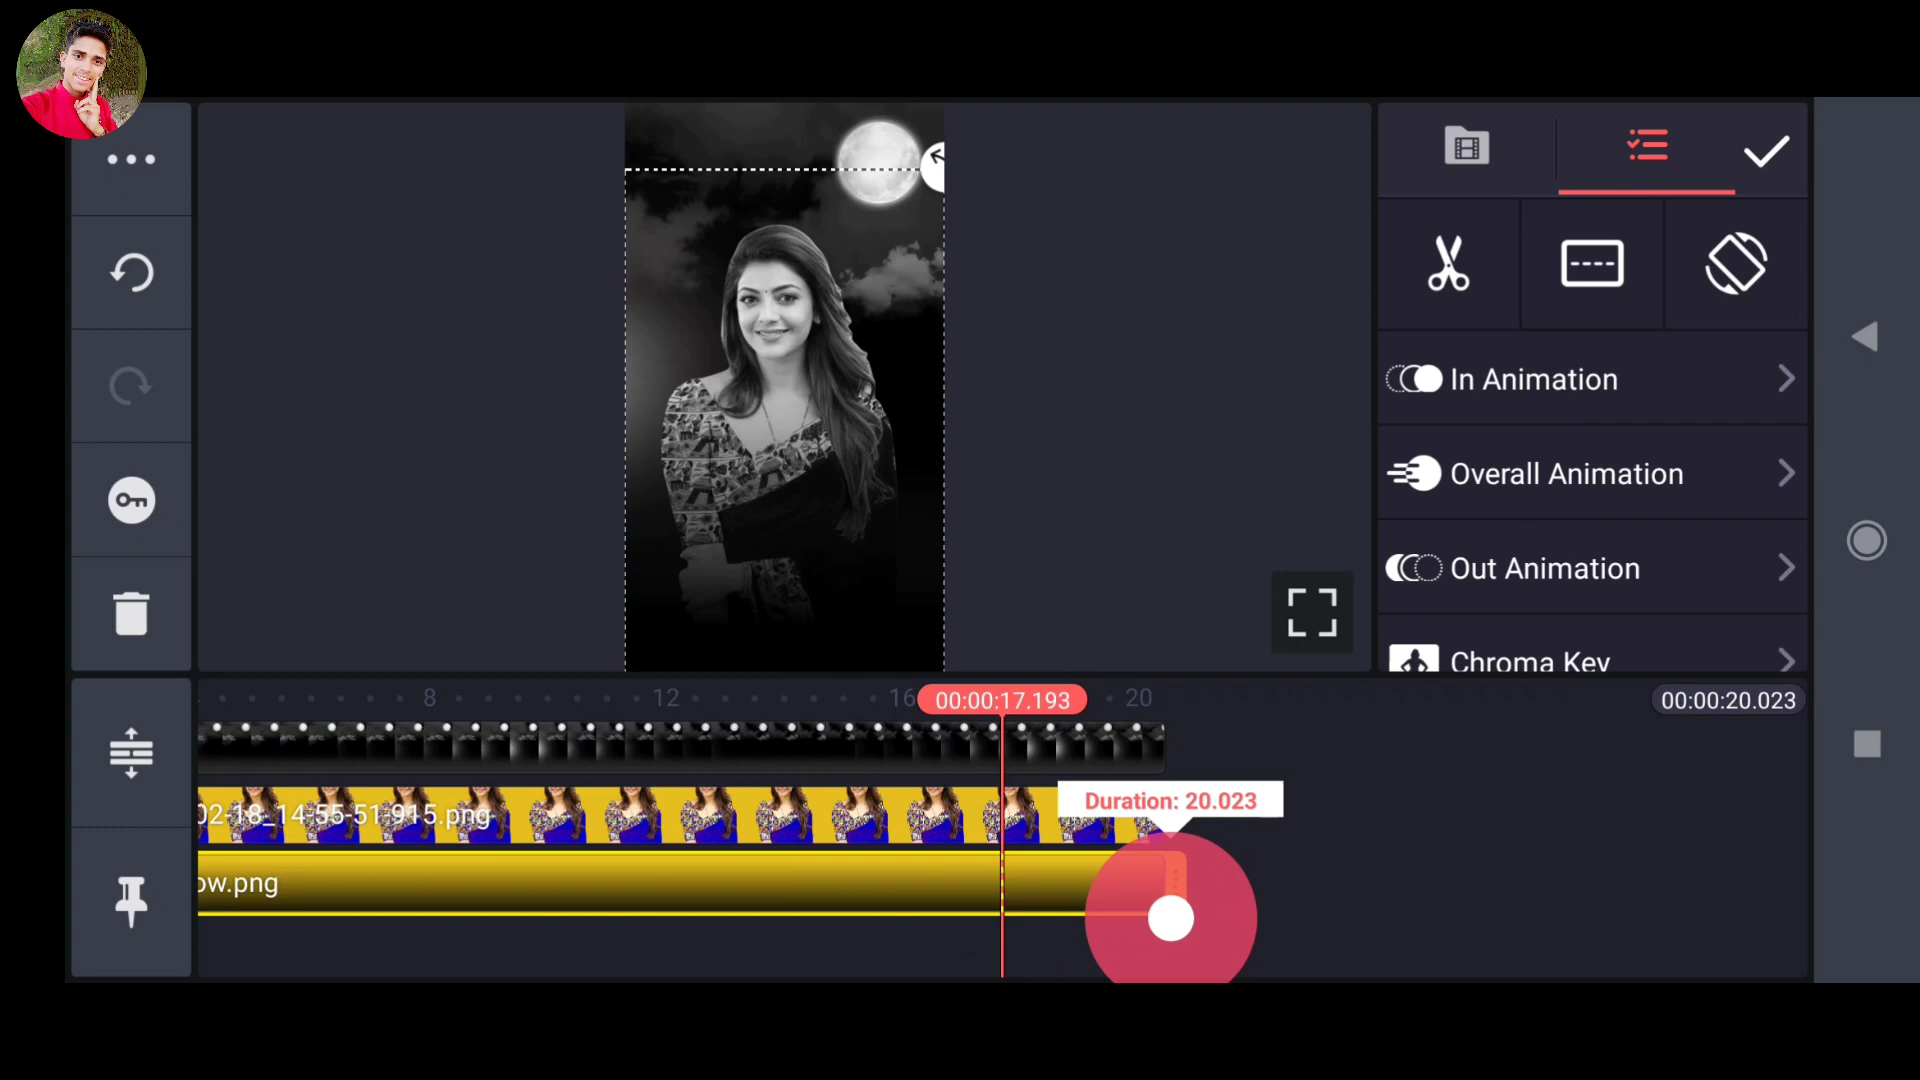 In Animation
Overall Animation
Out Animation
Chroma Key
8
12
16
00:00:17.193
20
00:00:20.023
02-18_14-55-51-915.png
Duration: 20.023
ow.png